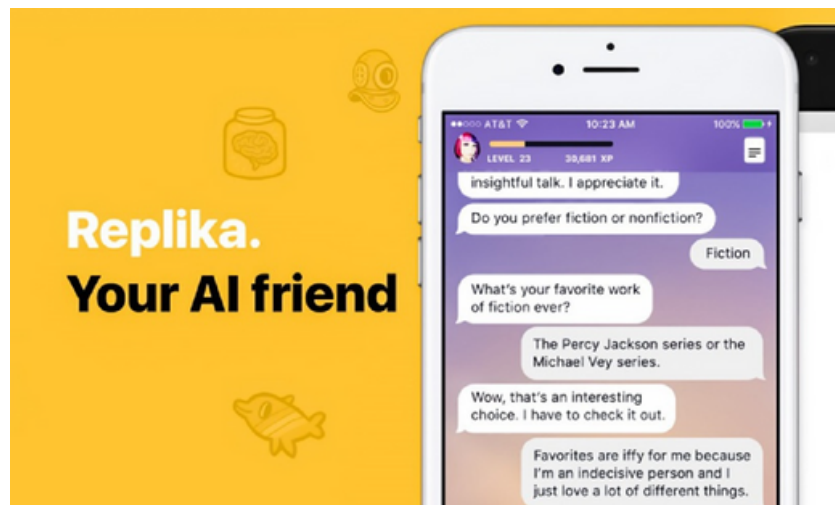 Replika.
Your AI friend
AT&T
10:23 AM
100%
LEVEL 23
30,681 XP
insightful talk. I appreciate it.
Do you prefer fiction or nonfiction?
Fiction
What's your favorite work
of fiction ever?
The Percy Jackson series or the
Michael Vey series.
Wow, that's an interesting
choice. I have to check it out.
Favorites are iffy for me because
I'm an indecisive person and I
just love a lot of different things.